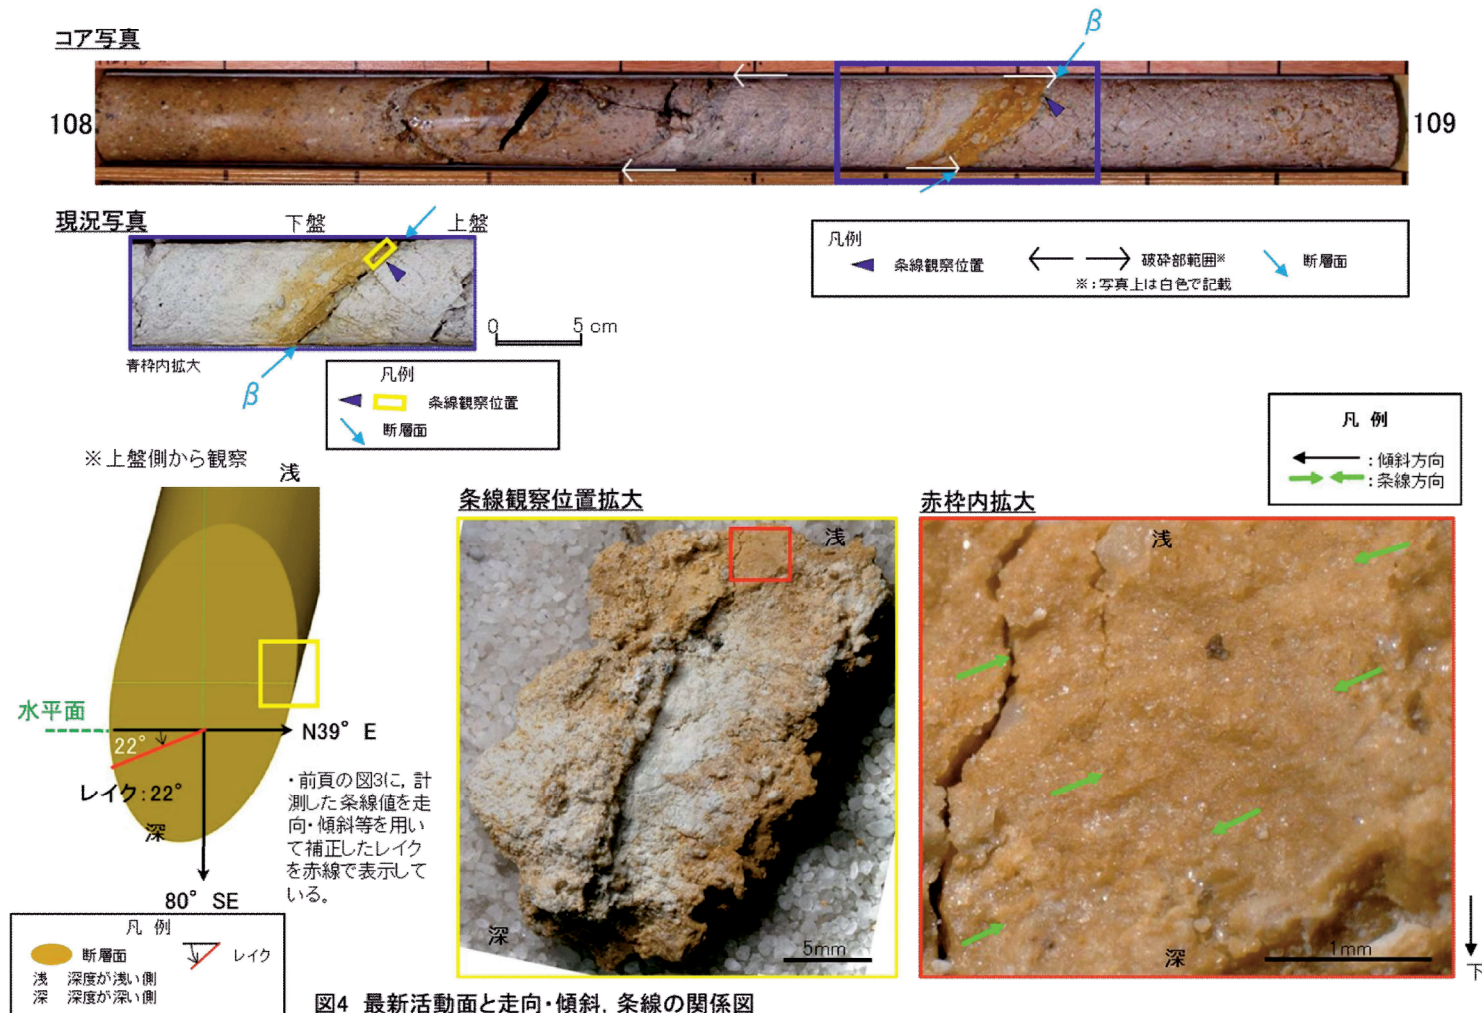 コア写真
β
108
109
現況写真
下盤
上盤
0
5 cm
青枠内拡大
β
凡例
条線観察位置
破砕部範囲※
断層面
※：写真上は白色で記載
凡例
条線観察位置
断層面
※上盤側から観察
浅
水平面
22°
N39° E
レイク：22°
深
80° SE
・前頁の図3に，計
測した条線値を走
向・傾斜等を用い
て補正したレイク
を赤線で表示して
いる。
凡 例
断層面
レイク
浅 深度が浅い側
深 深度が深い側
条線観察位置拡大
浅
深
5mm
赤枠内拡大
浅
深
1mm
下
凡 例
：傾斜方向
：条線方向
図4 最新活動面と走向・傾斜，条線の関係図